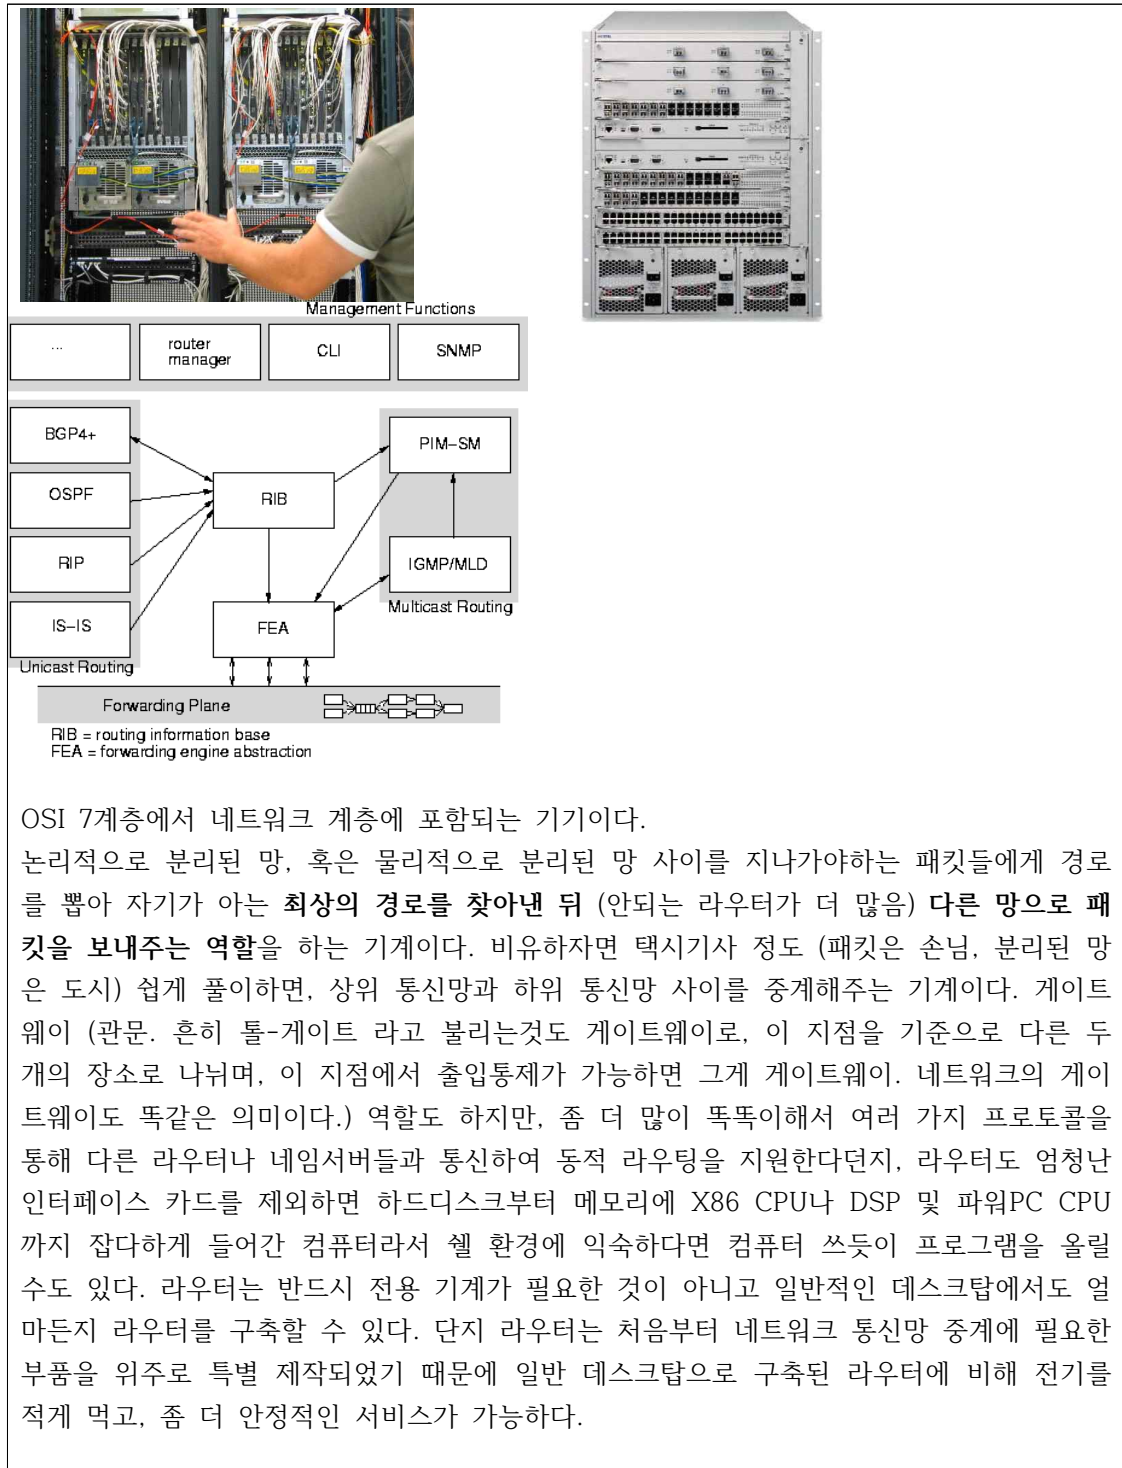 Management Functions
...
router
manager
CLI
SNMP
BGP4+
OSPF
RIP
IS-IS
Unicast Routing
RIB
FEA
PIM-SM
IGMP/MLD
Multicast Routing
Forwarding Plane
RIB = routing information base
FEA = forwarding engine abstraction
OSI 7계층에서 네트워크 계층에 포함되는 기기이다.
논리적으로 분리된 망, 혹은 물리적으로 분리된 망 사이를 지나가야하는 패킷들에게 경로
를 뽑아 자기가 아는 최상의 경로를 찾아낸 뒤 (안되는 라우터가 더 많음) 다른 망으로 패
킷을 보내주는 역할을 하는 기계이다. 비유하자면 택시기사 정도 (패킷은 손님, 분리된 망
은 도시) 쉽게 풀이하면, 상위 통신망과 하위 통신망 사이를 중계해주는 기계이다. 게이트
웨이 (관문. 흔히 톨-게이트 라고 불리는것도 게이트웨이로, 이 지점을 기준으로 다른 두
개의 장소로 나뉘며, 이 지점에서 출입통제가 가능하면 그게 게이트웨이. 네트워크의 게이
트웨이도 똑같은 의미이다.) 역할도 하지만, 좀 더 많이 똑똑이해서 여러 가지 프로토콜을
통해 다른 라우터나 네임서버들과 통신하여 동적 라우팅을 지원한다던지, 라우터도 엄청난
인터페이스 카드를 제외하면 하드디스크부터 메모리에 X86 CPU나 DSP 및 파워PC CPU
까지 잡다하게 들어간 컴퓨터라서 쉘 환경에 익숙하다면 컴퓨터 쓰듯이 프로그램을 올릴
수도 있다. 라우터는 반드시 전용 기계가 필요한 것이 아니고 일반적인 데스크탑에서도 얼
마든지 라우터를 구축할 수 있다. 단지 라우터는 처음부터 네트워크 통신망 중계에 필요한
부품을 위주로 특별 제작되었기 때문에 일반 데스크탑으로 구축된 라우터에 비해 전기를
적게 먹고, 좀 더 안정적인 서비스가 가능하다.